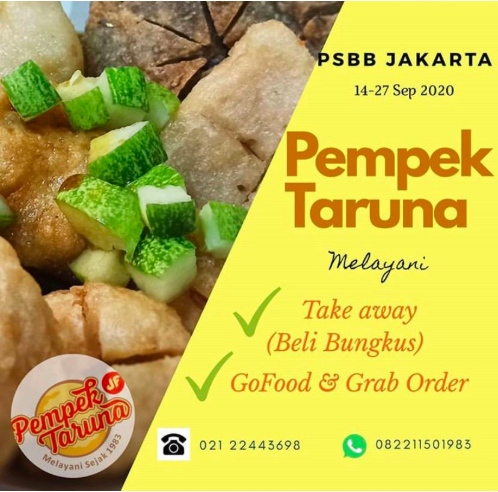 PSBB JAKARTA
14-27 Sep 2020
Pempek
Taruna
Melayani
Take away
(Beli Bungkus)
GoFood & Grab Order
021 22443698
082211501983
Pempek
Taruna
Melayani Sejak 1983